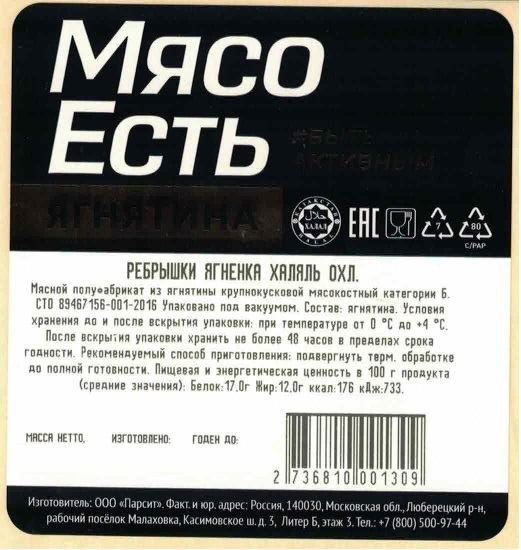 Мясо
Есть
#БЫТЬ
АКТИВНЫМ
ЯГНЯТИНА
ХАЛАЛ
EAC
7
80
C/PAP
РЕБРЫШКИ ЯГНЕНКА ХАЛЯЛЬ ОХЛ.
Мясной полуфабрикат из ягнятины крупнокусковой мясокостный категории Б.
СТО 89467156-001-2016 Упаковано под вакуумом. Состав: ягнятина. Условия
хранения до и после вскрытия упаковки: при температуре от 0 °С до +4 °С.
После вскрытия упаковки хранить не более 48 часов в пределах срока
годности. Рекомендуемый способ приготовления: подвергнуть терм. обработке
до полной готовности. Пищевая и энергетическая ценность в 100 г продукта
(средние значения): Белок:17.0г Жир:12.0г ккал:176 кДж:733.
МАССА НЕТТО, ИЗГОТОВЛЕНО: ГОДЕН ДО:
2 736810 001309
Изготовитель: ООО «Парсит». Факт. и юр. адрес: Россия, 140030, Московская обл., Люберецкий р-н,
рабочий посёлок Малаховка, Касимовское ш. д. 3, Литер Б, этаж 3. Тел.: +7 (800) 500-97-44